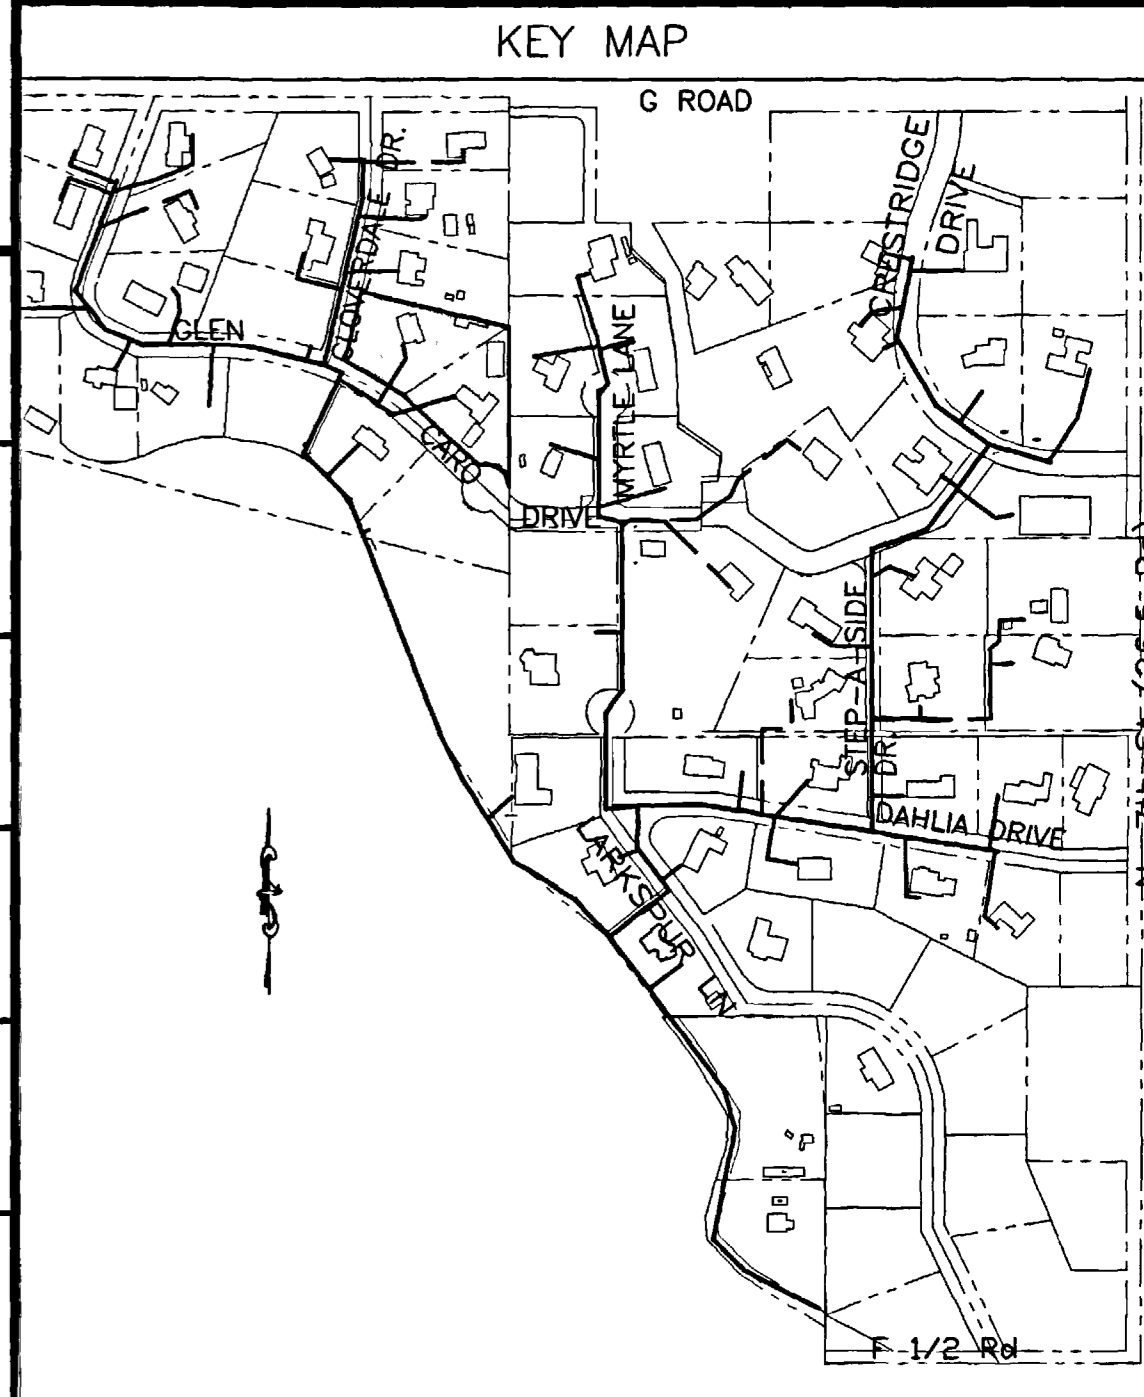 KEY MAP
G ROAD
CRESTRIDGE
DRIVE
CLOVERDALE DR.
GLEN
MYRTLE LANE
CARO
DRIVE
STEP-A-SIDE
DR.
DAHLIA DRIVE
LARKSPUR LN
F 1/2 Rd